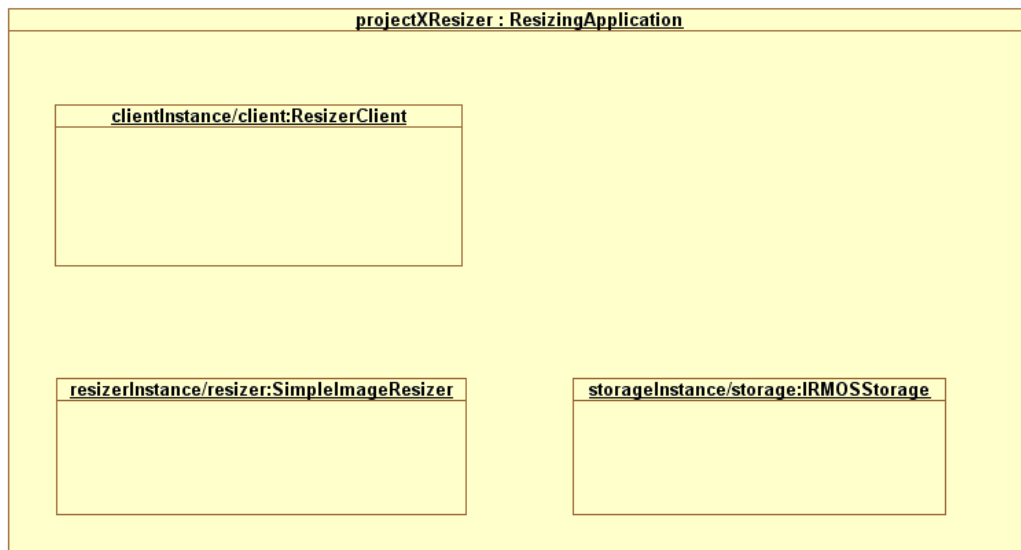 projectXResizer : ResizingApplication
clientInstance/client:ResizerClient
resizerInstance/resizer:SimpleImageResizer
storageInstance/storage:IRMOSStorage